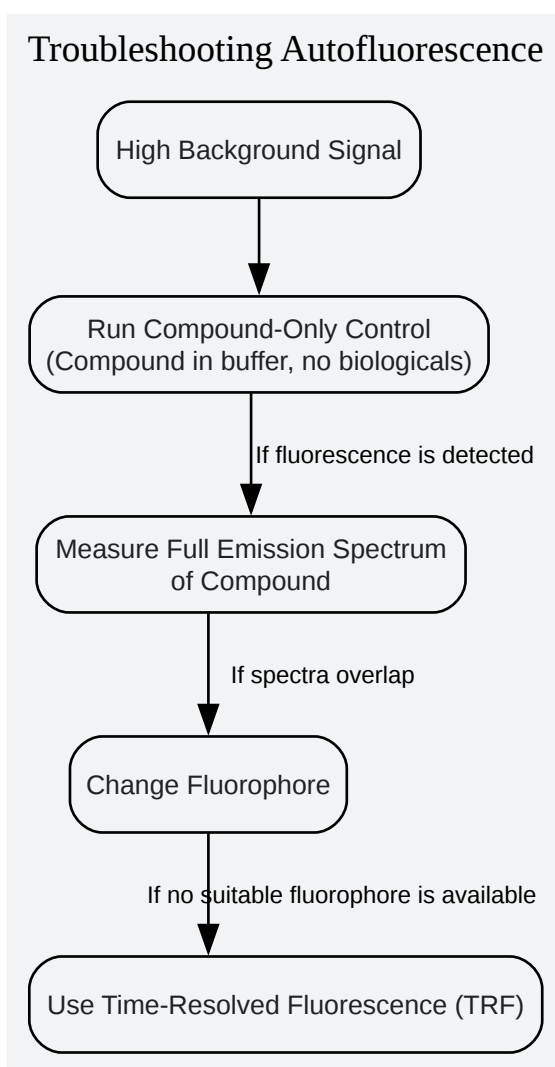 Troubleshooting Autofluorescence
High Background Signal
Run Compound-Only Control
(Compound in buffer, no biologicals)
If fluorescence is detected
Measure Full Emission Spectrum
of Compound
If spectra overlap
Change Fluorophore
If no suitable fluorophore is available
Use Time-Resolved Fluorescence (TRF)